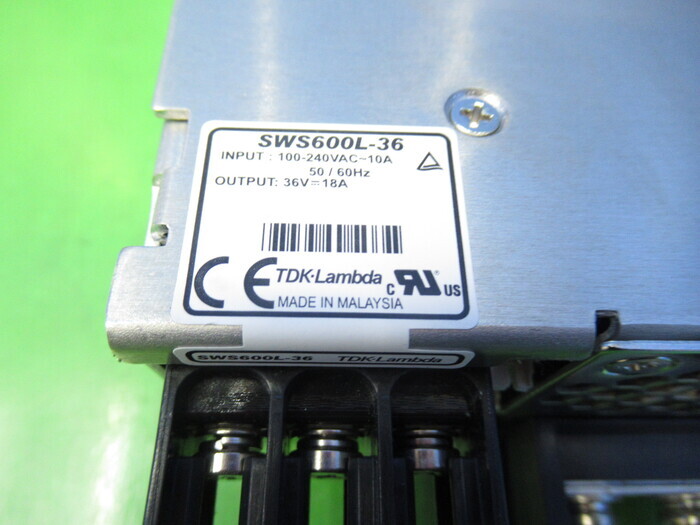 SWS600L-36
INPUT : 100-240VAC~10A
50 / 60Hz
OUTPUT: 36V⎓18A
CE TDK·Lambda c RU US
MADE IN MALAYSIA
SWS600L-36 TDK-Lambda